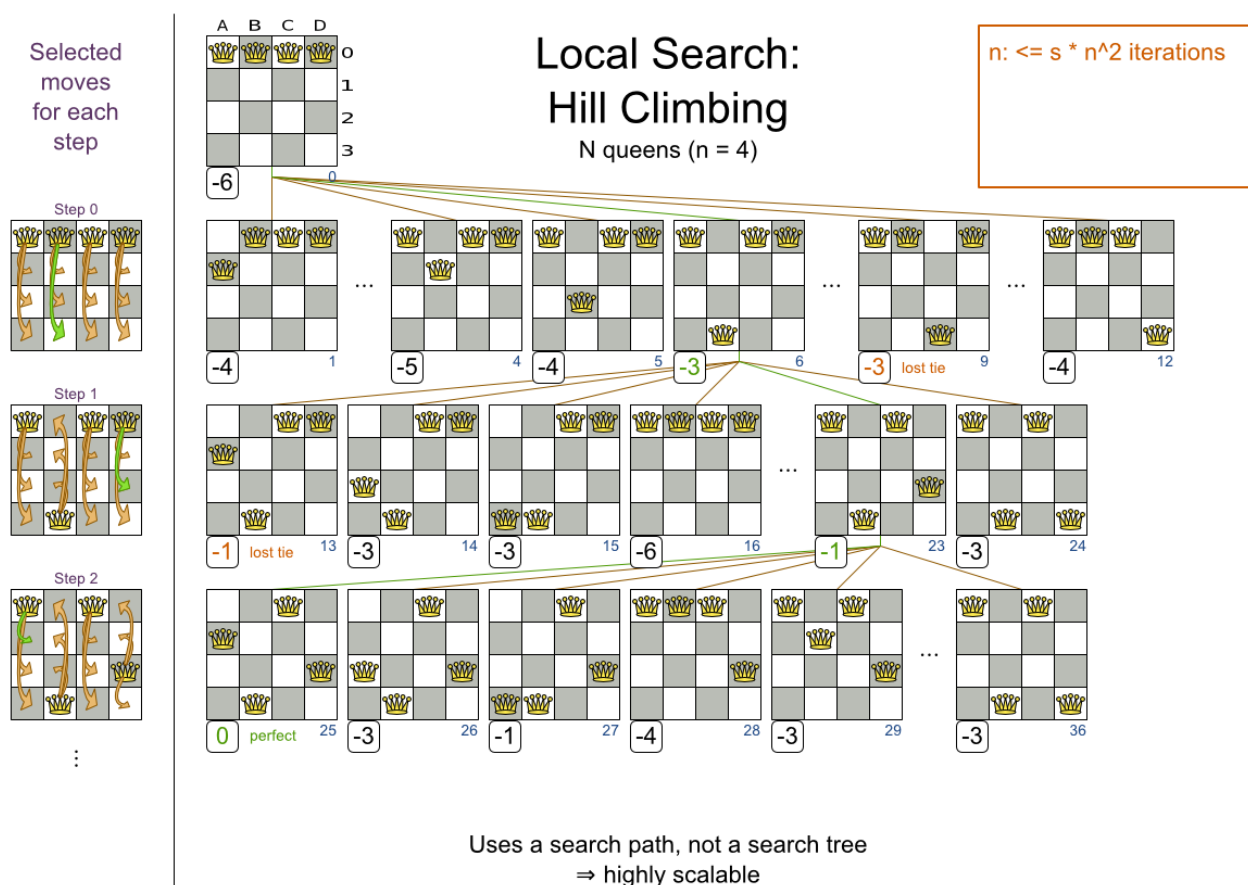 Selected
moves
for each
step
A B C D
0
1
2
3
-6
0
Local Search:
Hill Climbing
N queens (n = 4)
n: <= s * n^2 iterations
Step 0
...
...
...
-4
1
-5
4
-4
5
-3
6
-3
lost tie
9
-4
12
Step 1
...
-1
lost tie
13
-3
14
-3
15
-6
16
-1
23
-3
24
Step 2
...
0
perfect
25
-3
26
-1
27
-4
28
-3
29
-3
36
...
Uses a search path, not a search tree
⇒ highly scalable